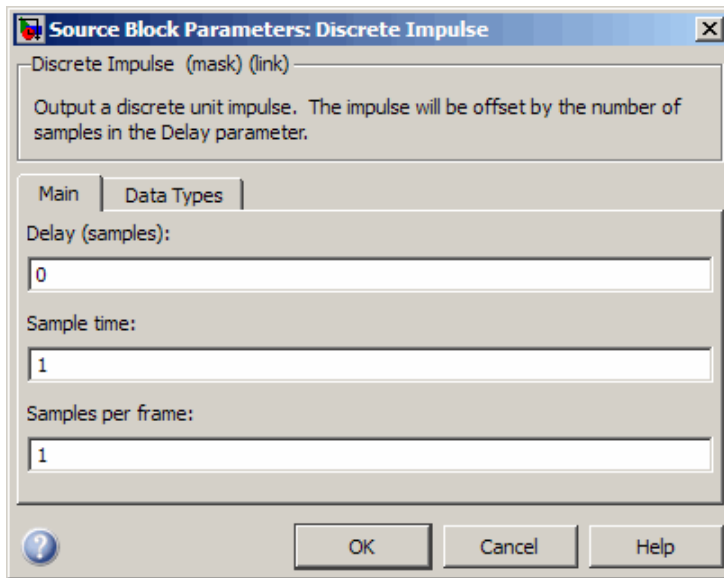 Source Block Parameters: Discrete Impulse
Discrete Impulse (mask) (link)
Output a discrete unit impulse. The impulse will be offset by the number of
samples in the Delay parameter.
Main Data Types
Delay (samples):
0
Sample time:
1
Samples per frame:
1
OK Cancel Help